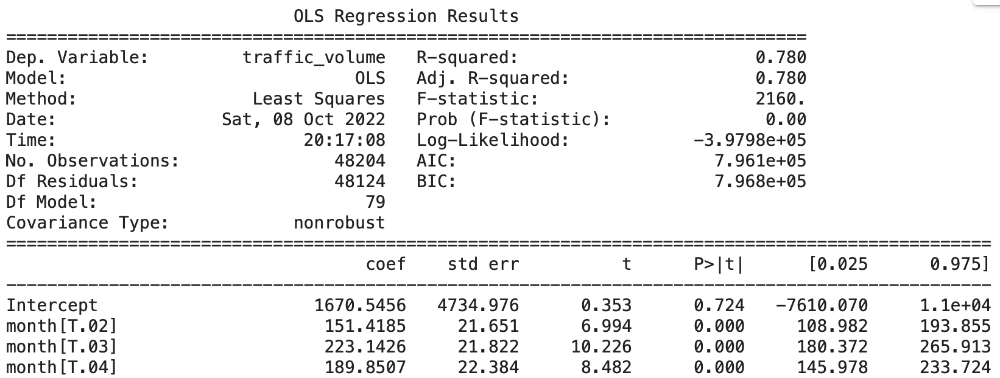 OLS Regression Results
==============================================================================
Dep. Variable: traffic_volume R-squared: 0.780
Model: OLS Adj. R-squared: 0.780
Method: Least Squares F-statistic: 2160.
Date: Sat, 08 Oct 2022 Prob (F-statistic): 0.00
Time: 20:17:08 Log-Likelihood: -3.9798e+05
No. Observations: 48204 AIC: 7.961e+05
Df Residuals: 48124 BIC: 7.968e+05
Df Model: 79
Covariance Type: nonrobust
================================================================================================
coef std err t P>|t| [0.025 0.975]
------------------------------------------------------------------------------------------------
Intercept 1670.5456 4734.976 0.353 0.724 -7610.070 1.1e+04
month[T.02] 151.4185 21.651 6.994 0.000 108.982 193.855
month[T.03] 223.1426 21.822 10.226 0.000 180.372 265.913
month[T.04] 189.8507 22.384 8.482 0.000 145.978 233.724